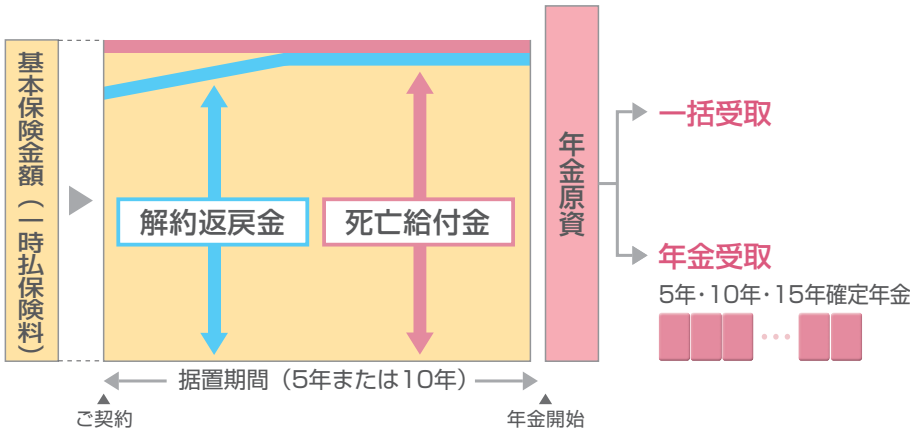 基本保険金額（一時払保険料）
解約返戻金
死亡給付金
年金原資
一括受取
年金受取
5年・10年・15年確定年金
…
据置期間（5年または10年）
ご契約
年金開始